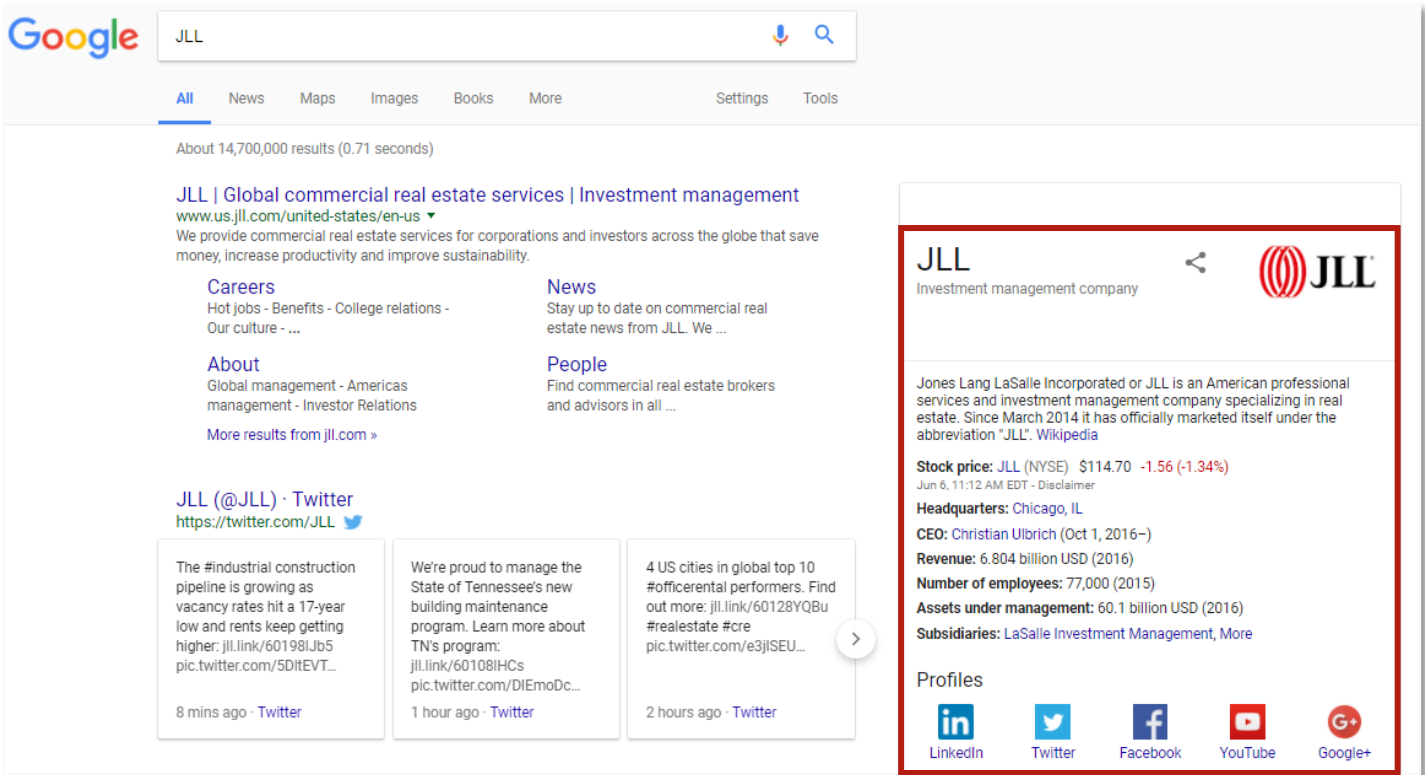 Google
JLL
All News Maps Images Books More Settings Tools
About 14,700,000 results (0.71 seconds)
JLL | Global commercial real estate services | Investment management
www.us.jll.com/united-states/en-us
We provide commercial real estate services for corporations and investors across the globe that save
money, increase productivity and improve sustainability.
Careers
Hot jobs - Benefits - College relations -
Our culture - ...
News
Stay up to date on commercial real
estate news from JLL. We ...
About
Global management - Americas
management - Investor Relations
People
Find commercial real estate brokers
and advisors in all ...
More results from jll.com »
JLL (@JLL) · Twitter
https://twitter.com/JLL
The #industrial construction
pipeline is growing as
vacancy rates hit a 17-year
low and rents keep getting
higher: jll.link/60198lJb5
pic.twitter.com/5DltEVT...
8 mins ago · Twitter
We're proud to manage the
State of Tennessee's new
building maintenance
program. Learn more about
TN's program:
jll.link/60108lHCs
pic.twitter.com/DlEmoDc...
1 hour ago · Twitter
4 US cities in global top 10
#officerental performers. Find
out more: jll.link/60128YQBu
#realestate #cre
pic.twitter.com/e3jlSEU...
2 hours ago · Twitter
JLL
Investment management company
JLL
Jones Lang LaSalle Incorporated or JLL is an American professional
services and investment management company specializing in real
estate. Since March 2014 it has officially marketed itself under the
abbreviation "JLL". Wikipedia
Stock price: JLL (NYSE) $114.70 -1.56 (-1.34%)
Jun 6, 11:12 AM EDT - Disclaimer
Headquarters: Chicago, IL
CEO: Christian Ulbrich (Oct 1, 2016–)
Revenue: 6.804 billion USD (2016)
Number of employees: 77,000 (2015)
Assets under management: 60.1 billion USD (2016)
Subsidiaries: LaSalle Investment Management, More
Profiles
in f G+
LinkedIn Twitter Facebook YouTube Google+